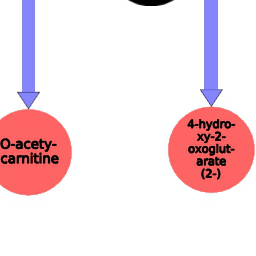 O-acety-
carnitine
4-hydro-
xy-2-
oxoglut-
arate
(2-)